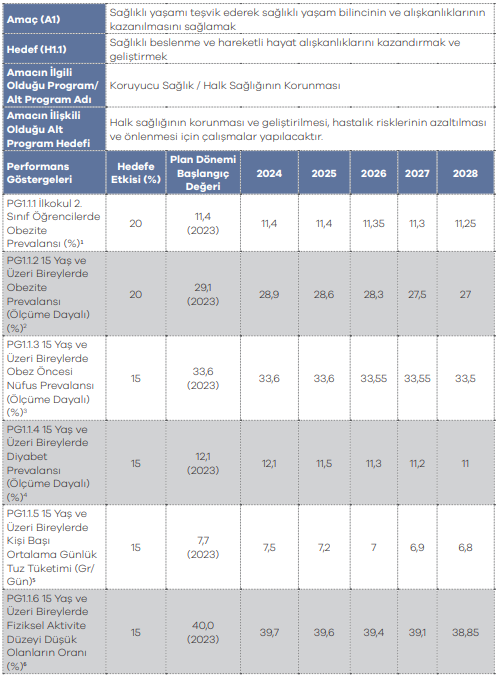 Amaç (A1)
Sağlıklı yaşamı teşvik ederek sağlıklı yaşam bilincinin ve alışkanlıklarının
kazanılmasını sağlamak
Hedef (H1.1)
Sağlıklı beslenme ve hareketli hayat alışkanlıklarını kazandırmak ve
geliştirmek
Amacın İlgili
Olduğu Program/
Alt Program Adı
Koruyucu Sağlık / Halk Sağlığının Korunması
Amacın İlişkili
Olduğu Alt
Program Hedefi
Halk sağlığının korunması ve geliştirilmesi, hastalık risklerinin azaltılması
ve önlenmesi için çalışmalar yapılacaktır.
Performans
Göstergeleri
Hedefe
Etkisi (%)
Plan Dönemi
Başlangıç
Değeri
2024
2025
2026
2027
2028
PG1.1.1 İlkokul 2.
Sınıf Öğrencilerde
Obezite
Prevalansı (%)¹
20
11,4
(2023)
11,4
11,4
11,35
11,3
11,25
PG1.1.2 15 Yaş ve
Üzeri Bireylerde
Obezite
Prevalansı
(Ölçüme Dayalı)
(%)²
20
29,1
(2023)
28,9
28,6
28,3
27,5
27
PG1.1.3 15 Yaş ve
Üzeri Bireylerde
Obez Öncesi
Nüfus Prevalansı
(Ölçüme Dayalı)
(%)³
15
33,6
(2023)
33,6
33,6
33,55
33,55
33,5
PG1.1.4 15 Yaş ve
Üzeri Bireylerde
Diyabet
Prevalansı
(Ölçüme Dayalı)
(%)⁴
15
12,1
(2023)
12,1
11,5
11,3
11,2
11
PG1.1.5 15 Yaş ve
Üzeri Bireylerde
Kişi Başı
Ortalama Günlük
Tuz Tüketimi (Gr/
Gün)⁵
15
7,7
(2023)
7,5
7,2
7
6,9
6,8
PG1.1.6 15 Yaş ve
Üzeri Bireylerde
Fiziksel Aktivite
Düzeyi Düşük
Olanların Oranı
(%)⁶
15
40,0
(2023)
39,7
39,6
39,4
39,1
38,85